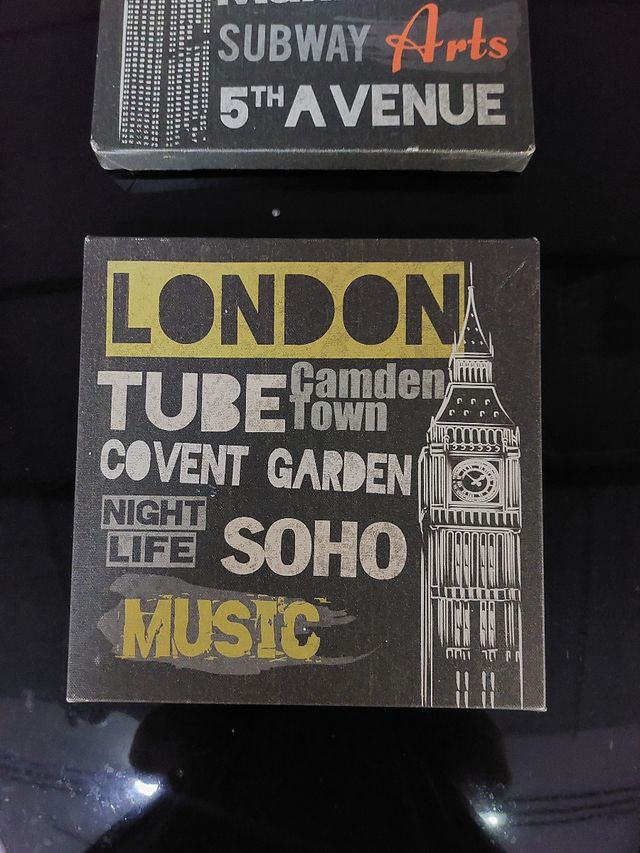 SUBWAY Arts
5TH AVENUE
LONDON
TUBE Camden
Town
COVENT GARDEN
NIGHT
LIFE
SOHO
MUSIC